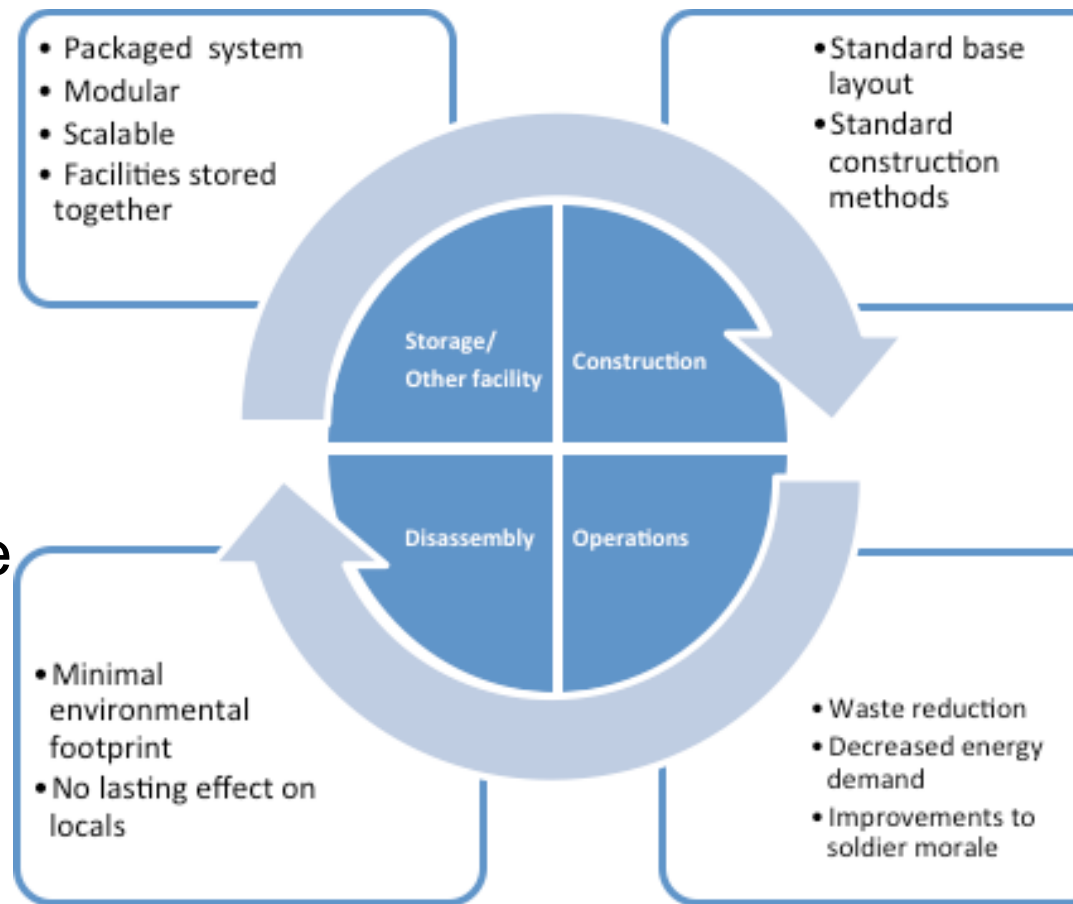 • Packaged system
• Modular
• Scalable
• Facilities stored
together
•Standard base
layout
•Standard
construction
methods
Storage/
Other facility
Construction
Disassembly
Operations
e
•Minimal
environmental
footprint
•No lasting effect on
locals
• Waste reduction
• Decreased energy
demand
• Improvements to
soldier morale